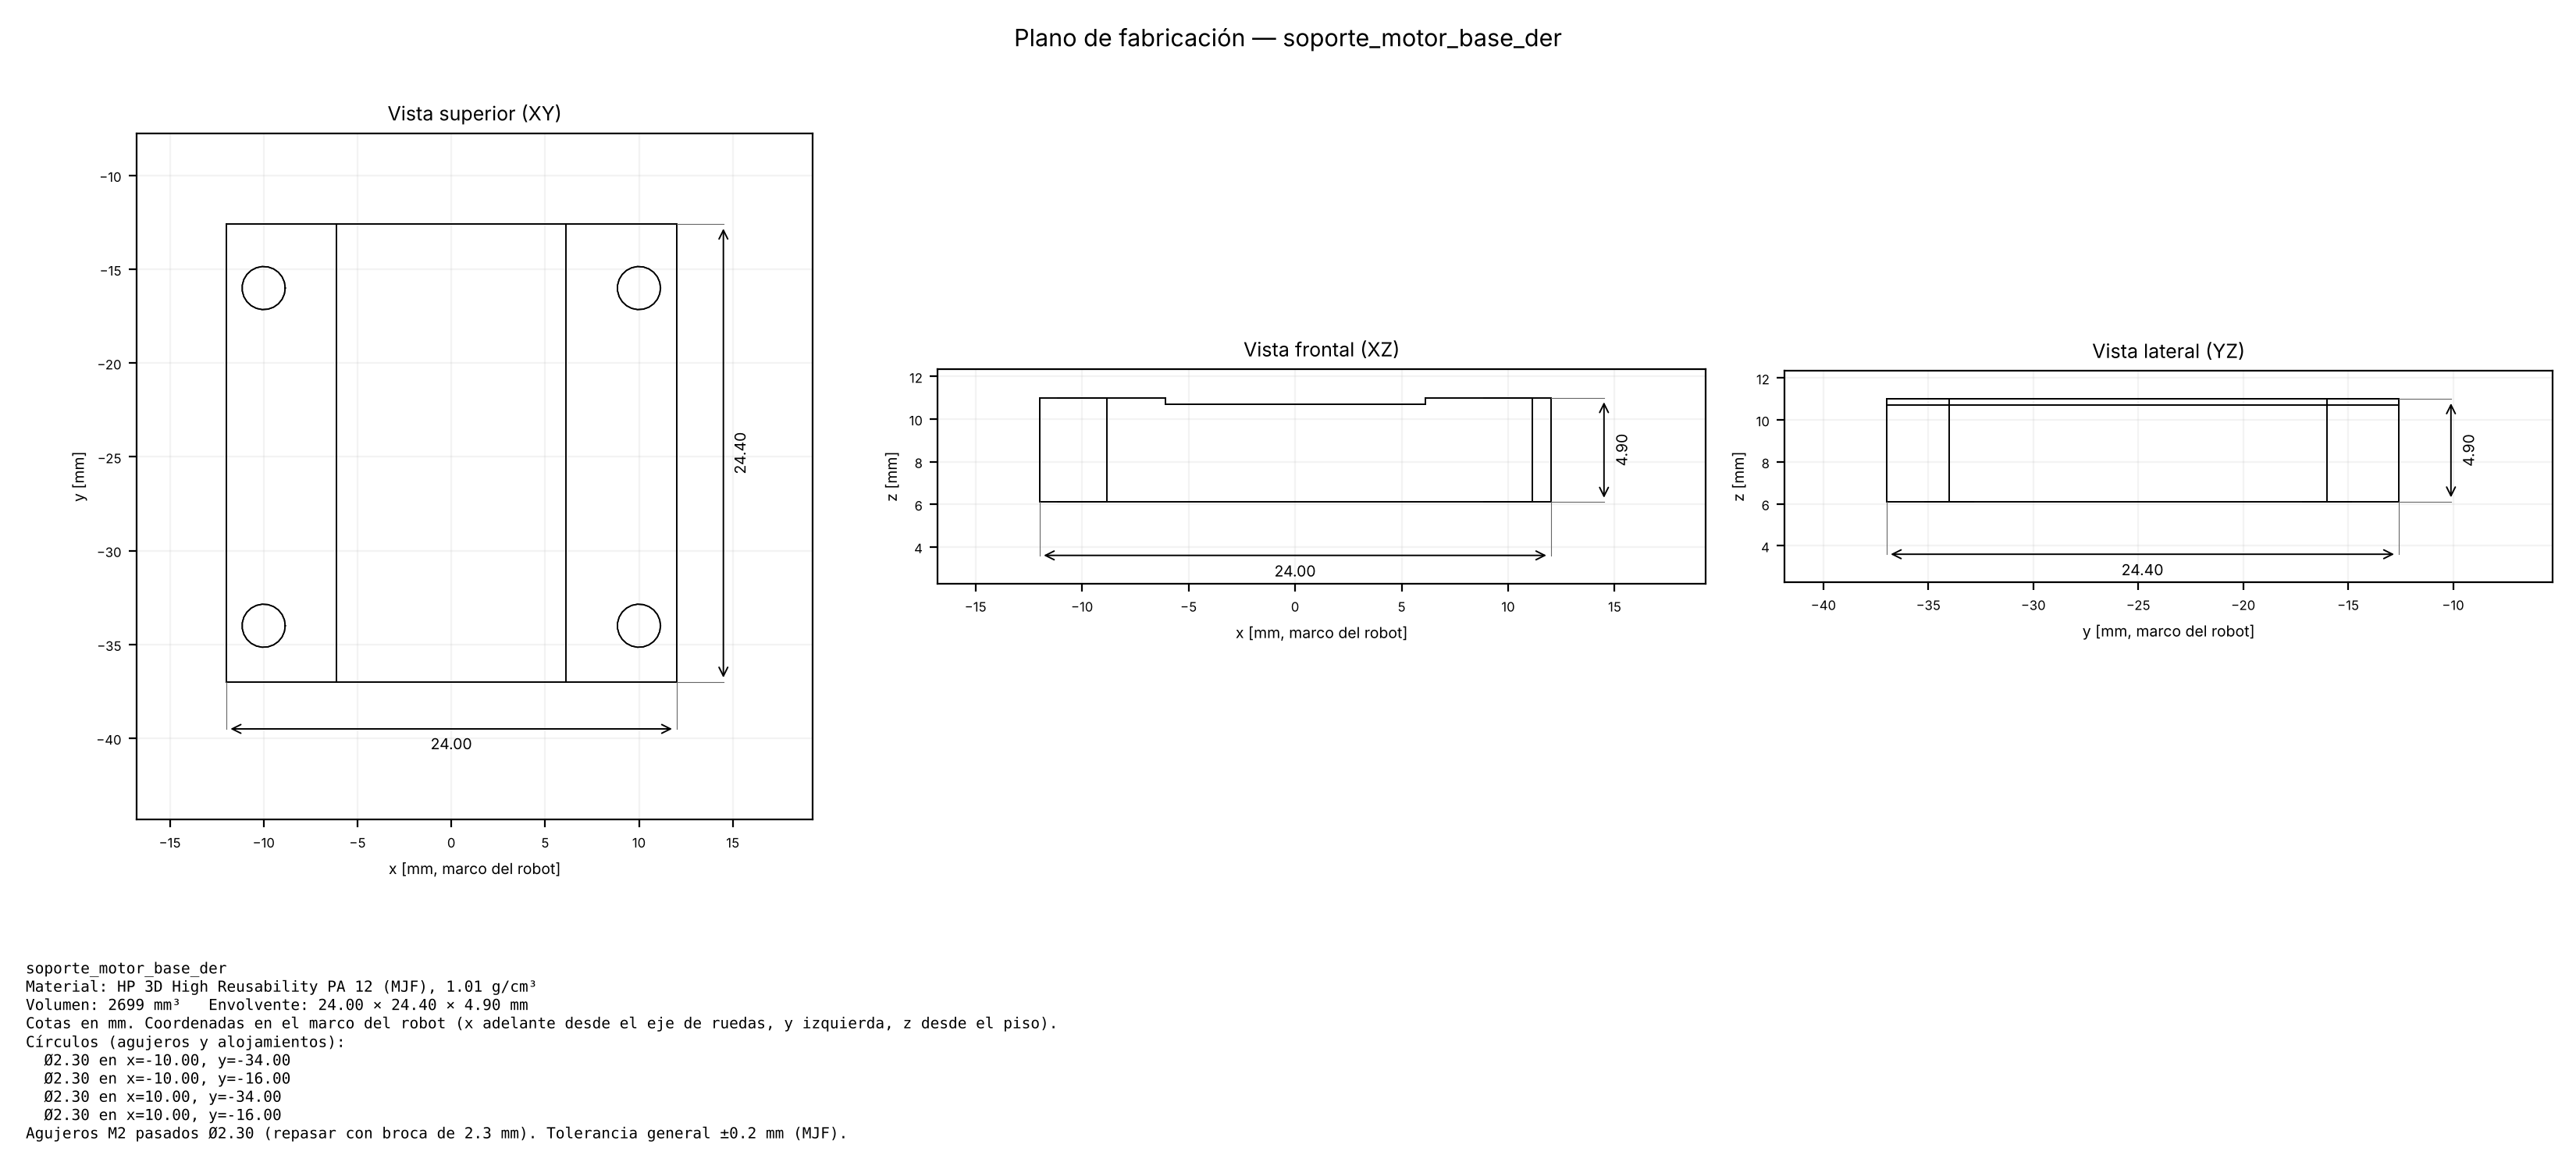 Plano de fabricación — soporte_motor_base_der
Vista superior (XY)
−10
−15
−20
−25
−30
−35
−40
y [mm]
24.40
24.00
−15
−10
−5
0
5
10
15
x [mm, marco del robot]
Vista frontal (XZ)
12
10
8
6
4
z [mm]
4.90
24.00
−15
−10
−5
0
5
10
15
x [mm, marco del robot]
Vista lateral (YZ)
12
10
8
6
4
z [mm]
4.90
24.40
−40
−35
−30
−25
−20
−15
−10
y [mm, marco del robot]
soporte_motor_base_der
Material: HP 3D High Reusability PA 12 (MJF), 1.01 g/cm³
Volumen: 2699 mm³   Envolvente: 24.00 × 24.40 × 4.90 mm
Cotas en mm. Coordenadas en el marco del robot (x adelante desde el eje de ruedas, y izquierda, z desde el piso).
Círculos (agujeros y alojamientos):
Ø2.30 en x=-10.00, y=-34.00
Ø2.30 en x=-10.00, y=-16.00
Ø2.30 en x=10.00, y=-34.00
Ø2.30 en x=10.00, y=-16.00
Agujeros M2 pasados Ø2.30 (repasar con broca de 2.3 mm). Tolerancia general ±0.2 mm (MJF).